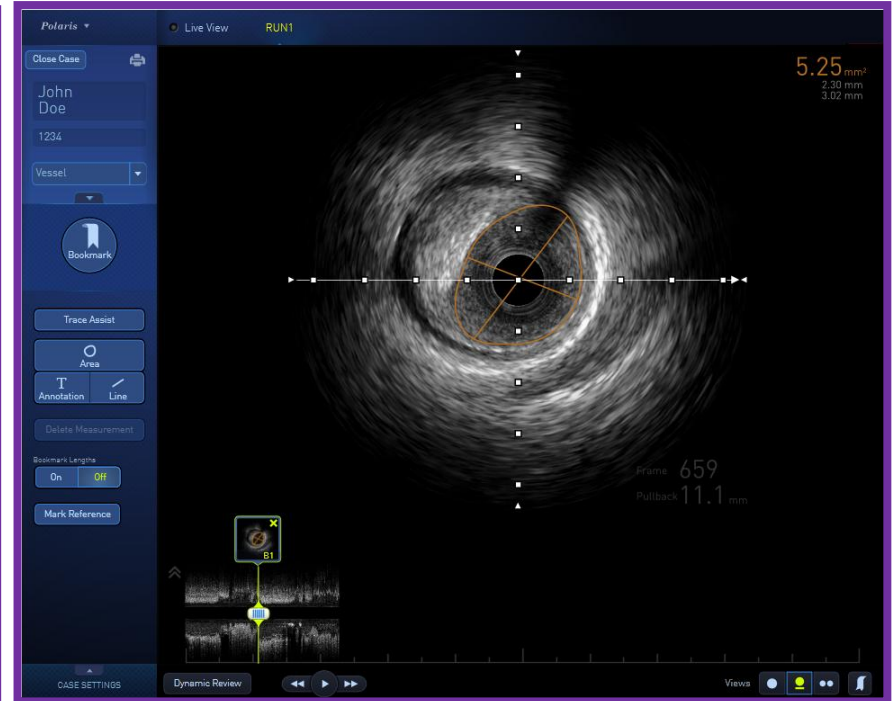 Polaris
Live View
RUN1
Close Case
John
Doe
1234
Vessel
Bookmark
Trace Assist
Area
T
Annotation
Line
Delete Measurement
Bookmark Lengths
On
Off
Mark Reference
CASE SETTINGS
5.25 mm²
2.30 mm
3.02 mm
Frame 659
Pullback 11.1 mm
B1
Dynamic Review
Views